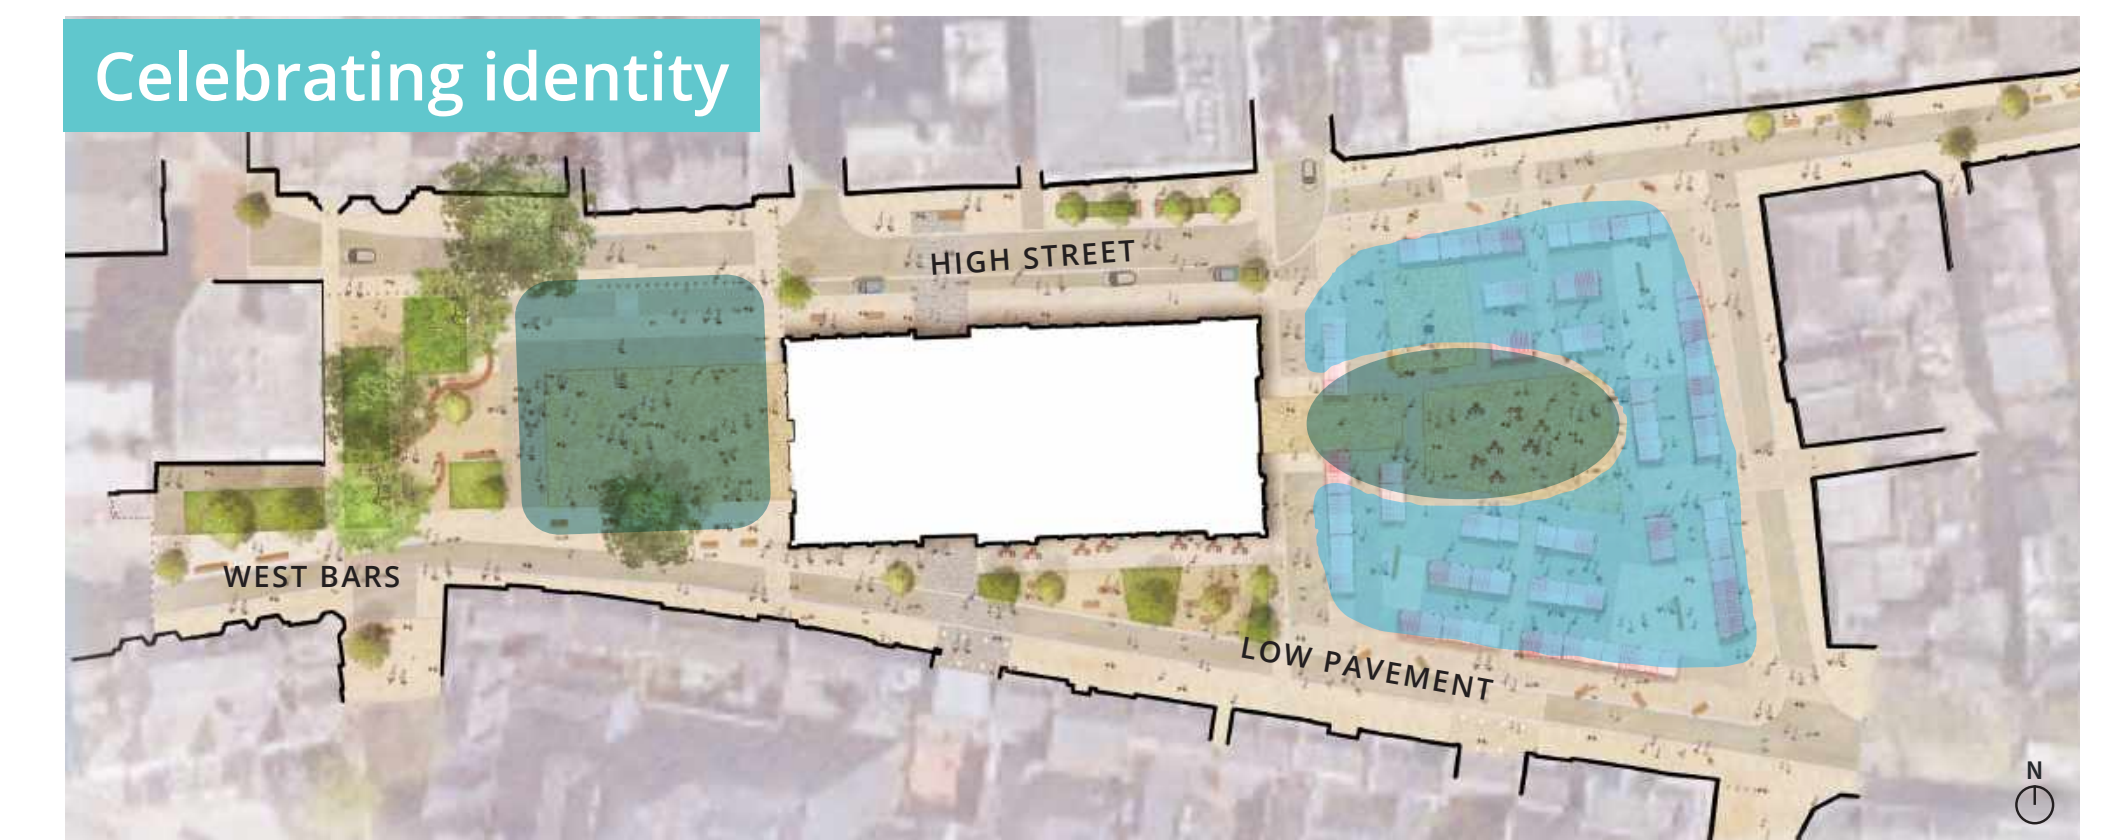 Celebrating identity
HIGH STREET
WEST BARS
LOW PAVEMENT
N